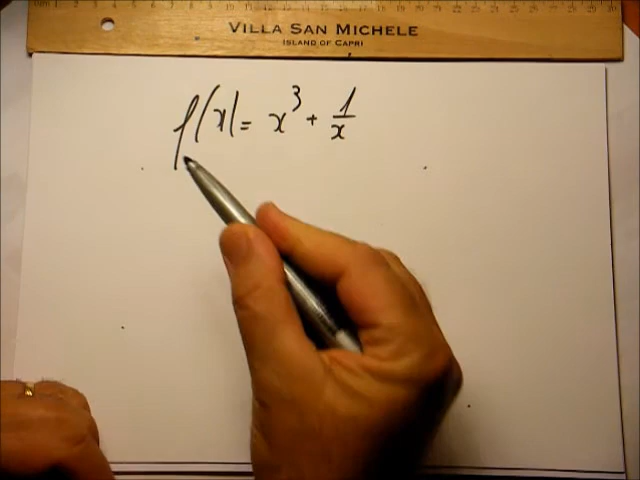 VILLA SAN MICHELE
ISLAND OF CAPRI
f(x) = x³ + 1/x